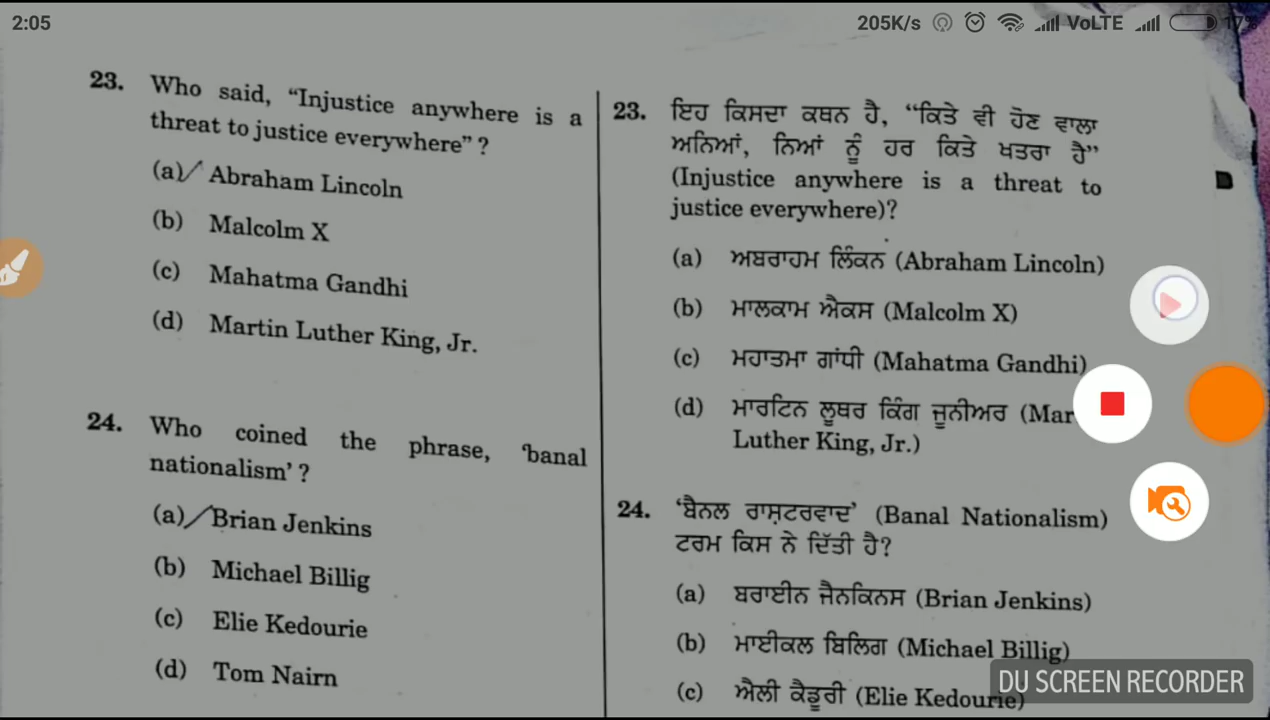 2:05
205K/s VoLTE 17%
23. Who said, “Injustice anywhere is a
threat to justice everywhere” ?
(a) Abraham Lincoln
(b) Malcolm X
(c) Mahatma Gandhi
(d) Martin Luther King, Jr.
24. Who coined the phrase, ‘banal
nationalism’ ?
(a) Brian Jenkins
(b) Michael Billig
(c) Elie Kedourie
(d) Tom Nairn
23. ਇਹ ਕਿਸਦਾ ਕਥਨ ਹੈ, “ਕਿਤੇ ਵੀ ਹੋਣ ਵਾਲਾ
ਅਨਿਆਂ, ਨਿਆਂ ਨੂੰ ਹਰ ਕਿਤੇ ਖਤਰਾ ਹੈ”
(Injustice anywhere is a threat to
justice everywhere)?
(a) ਅਬਰਾਹਮ ਲਿੰਕਨ (Abraham Lincoln)
(b) ਮਾਲਕਾਮ ਐਕਸ (Malcolm X)
(c) ਮਹਾਤਮਾ ਗਾਂਧੀ (Mahatma Gandhi)
(d) ਮਾਰਟਿਨ ਲੂਥਰ ਕਿੰਗ ਜੂਨੀਅਰ (Mar
Luther King, Jr.)
24. ‘ਬੈਨਲ ਰਾਸ਼ਟਰਵਾਦ’ (Banal Nationalism)
ਟਰਮ ਕਿਸ ਨੇ ਦਿੱਤੀ ਹੈ?
(a) ਬਰਾਈਨ ਜੈਨਕਿਨਸ (Brian Jenkins)
(b) ਮਾਈਕਲ ਬਿਲਿਗ (Michael Billig)
(c) ਐਲੀ ਕੈਡੂਰੀ (Elie Kedourie)
DU SCREEN RECORDER